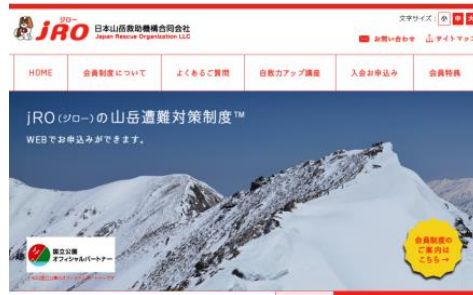 ジロー
jRO
日本山岳救助機構合同会社
Japan Rescue Organization LLC
文字サイズ : 小 中 大
お問い合わせ サイトマップ
HOME 会員制度について よくあるご質問 自救力アップ講座 入会お申込み 会員特典
jRO(ジロー)の山岳遭難対策制度™
WEBでお申込みができます。
国立公園
オフィシャルパートナー
会員制度の
ご案内は
こちら→